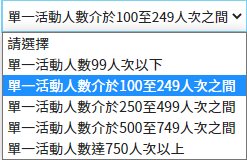 單一活動人數介於100至249人次之間
請選擇
單一活動人數99人次以下
單一活動人數介於100至249人次之間
單一活動人數介於250至499人次之間
單一活動人數介於500至749人次之間
單一活動人數達750人次以上